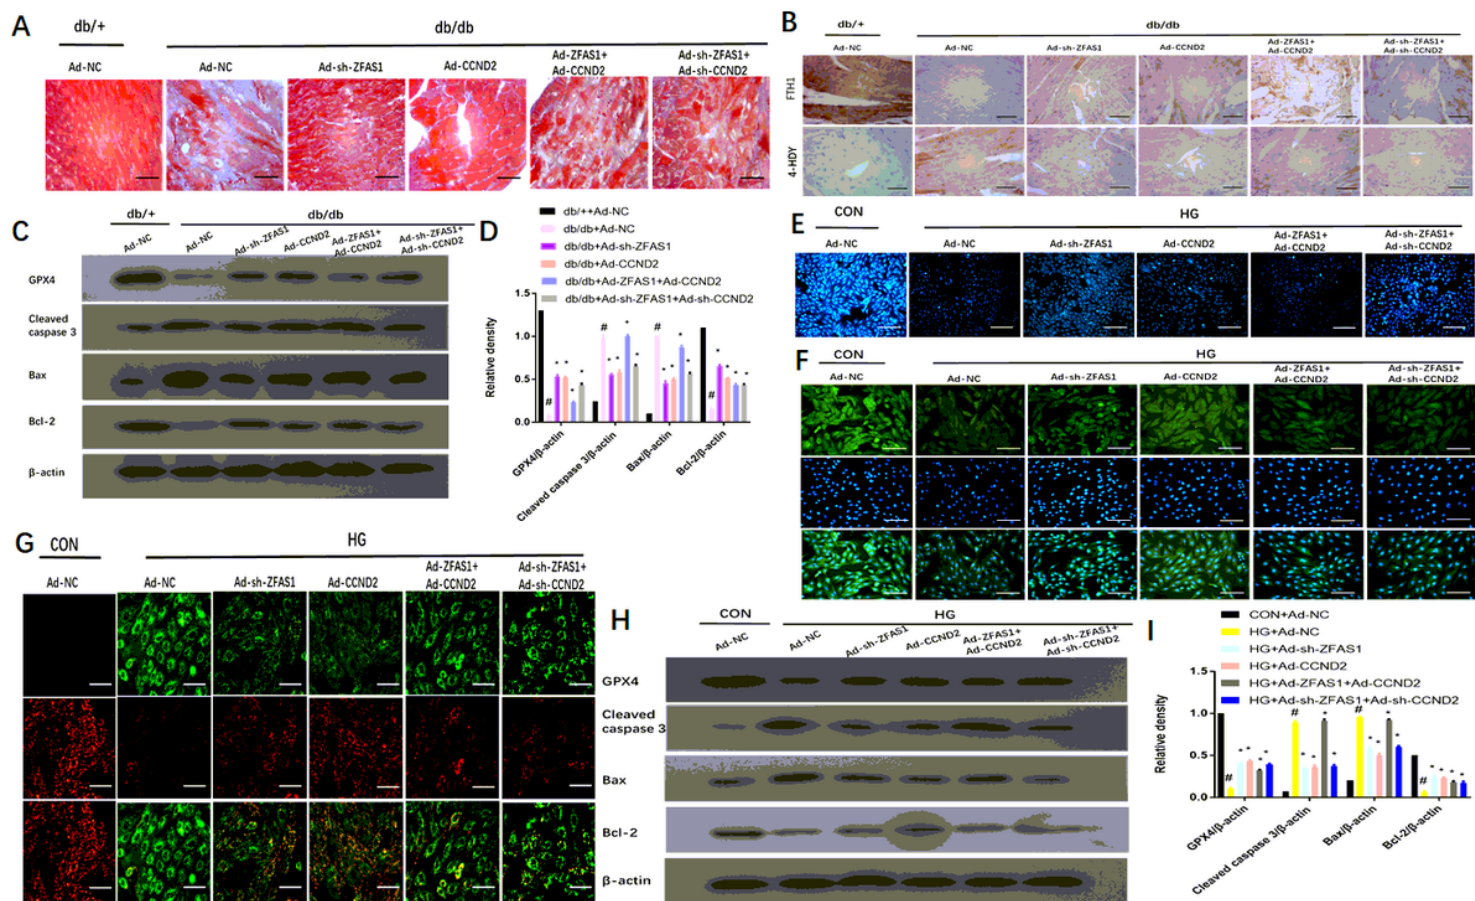 A
db/+
db/db
Ad-NC
Ad-NC
Ad-sh-ZFAS1
Ad-CCND2
Ad-ZFAS1+
Ad-CCND2
Ad-sh-ZFAS1+
Ad-sh-CCND2
B
db/+
db/db
Ad-NC
Ad-NC
Ad-sh-ZFAS1
Ad-CCND2
Ad-ZFAS1+
Ad-CCND2
Ad-sh-ZFAS1+
Ad-sh-CCND2
FTH1
4-HDY
C
db/+
db/db
Ad-NC
Ad-NC
Ad-sh-ZFAS1
Ad-CCND2
Ad-ZFAS1+
Ad-CCND2
Ad-sh-ZFAS1+
Ad-sh-CCND2
GPX4
Cleaved
caspase 3
Bax
Bcl-2
β-actin
D
db/++Ad-NC
db/db+Ad-NC
db/db+Ad-sh-ZFAS1
db/db+Ad-CCND2
db/db+Ad-ZFAS1+Ad-CCND2
db/db+Ad-sh-ZFAS1+Ad-sh-CCND2
Relative density
1.5
1.0
0.5
0.0
# * * * *
# * * * *
# * * * *
# * * * *
GPX4/β-actin
Cleaved caspase 3/β-actin
Bax/β-actin
Bcl-2/β-actin
E
CON
HG
Ad-NC
Ad-NC
Ad-sh-ZFAS1
Ad-CCND2
Ad-ZFAS1+
Ad-CCND2
Ad-sh-ZFAS1+
Ad-sh-CCND2
F
CON
HG
Ad-NC
Ad-NC
Ad-sh-ZFAS1
Ad-CCND2
Ad-ZFAS1+
Ad-CCND2
Ad-sh-ZFAS1+
Ad-sh-CCND2
G
CON
HG
Ad-NC
Ad-NC
Ad-sh-ZFAS1
Ad-CCND2
Ad-ZFAS1+
Ad-CCND2
Ad-sh-ZFAS1+
Ad-sh-CCND2
H
CON
HG
Ad-NC
Ad-NC
Ad-sh-ZFAS1
Ad-CCND2
Ad-ZFAS1+
Ad-CCND2
Ad-sh-ZFAS1+
Ad-sh-CCND2
GPX4
Cleaved
caspase 3
Bax
Bcl-2
β-actin
I
CON+Ad-NC
HG+Ad-NC
HG+Ad-sh-ZFAS1
HG+Ad-CCND2
HG+Ad-ZFAS1+Ad-CCND2
HG+Ad-sh-ZFAS1+Ad-sh-CCND2
Relative density
1.5
1.0
0.5
0.0
# * * * *
# * * * *
# * * * *
# * * * *
GPX4/β-actin
Cleaved caspase 3/β-actin
Bax/β-actin
Bcl-2/β-actin